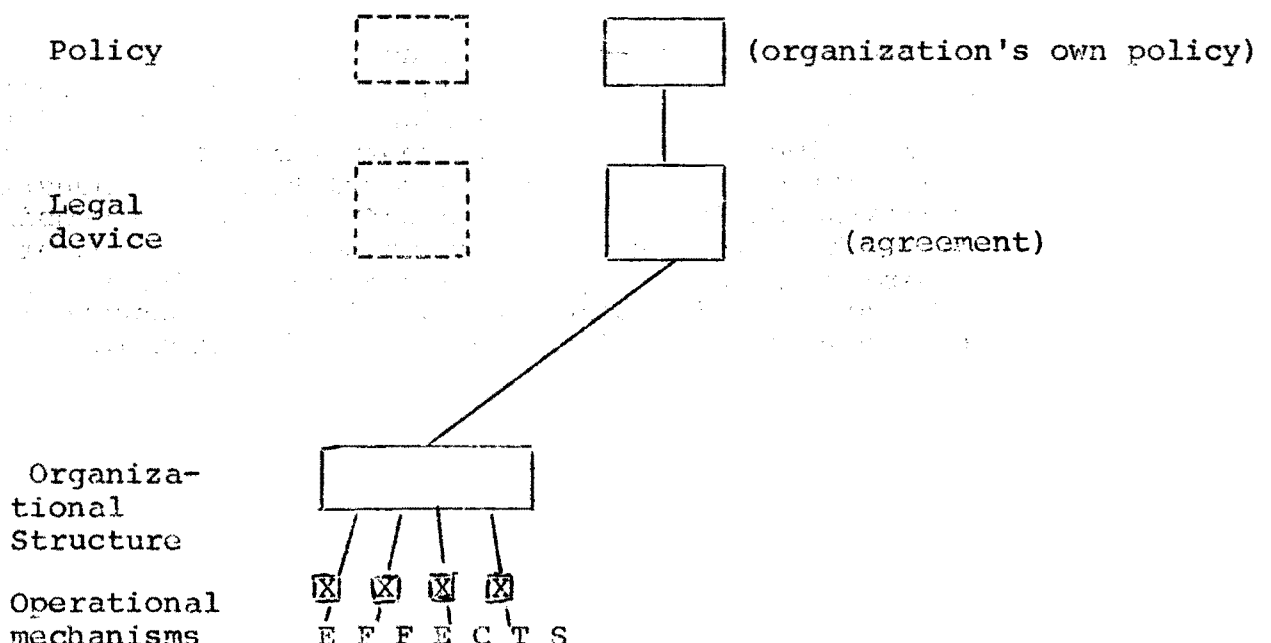 Policy (organization's own policy)
Legal
device (agreement)
Organiza-
tional
Structure
X X X X
Operational
mechanisms E F F E C T S